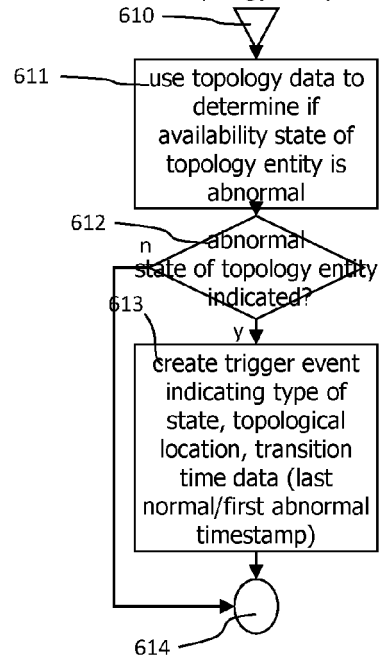 610
611
use topology data to
determine if
availability state of
topology entity is
abnormal
612
n
abnormal
state of topology entity
indicated?
613
y
create trigger event
indicating type of
state, topological
location, transition
time data (last
normal/first abnormal
timestamp)
614